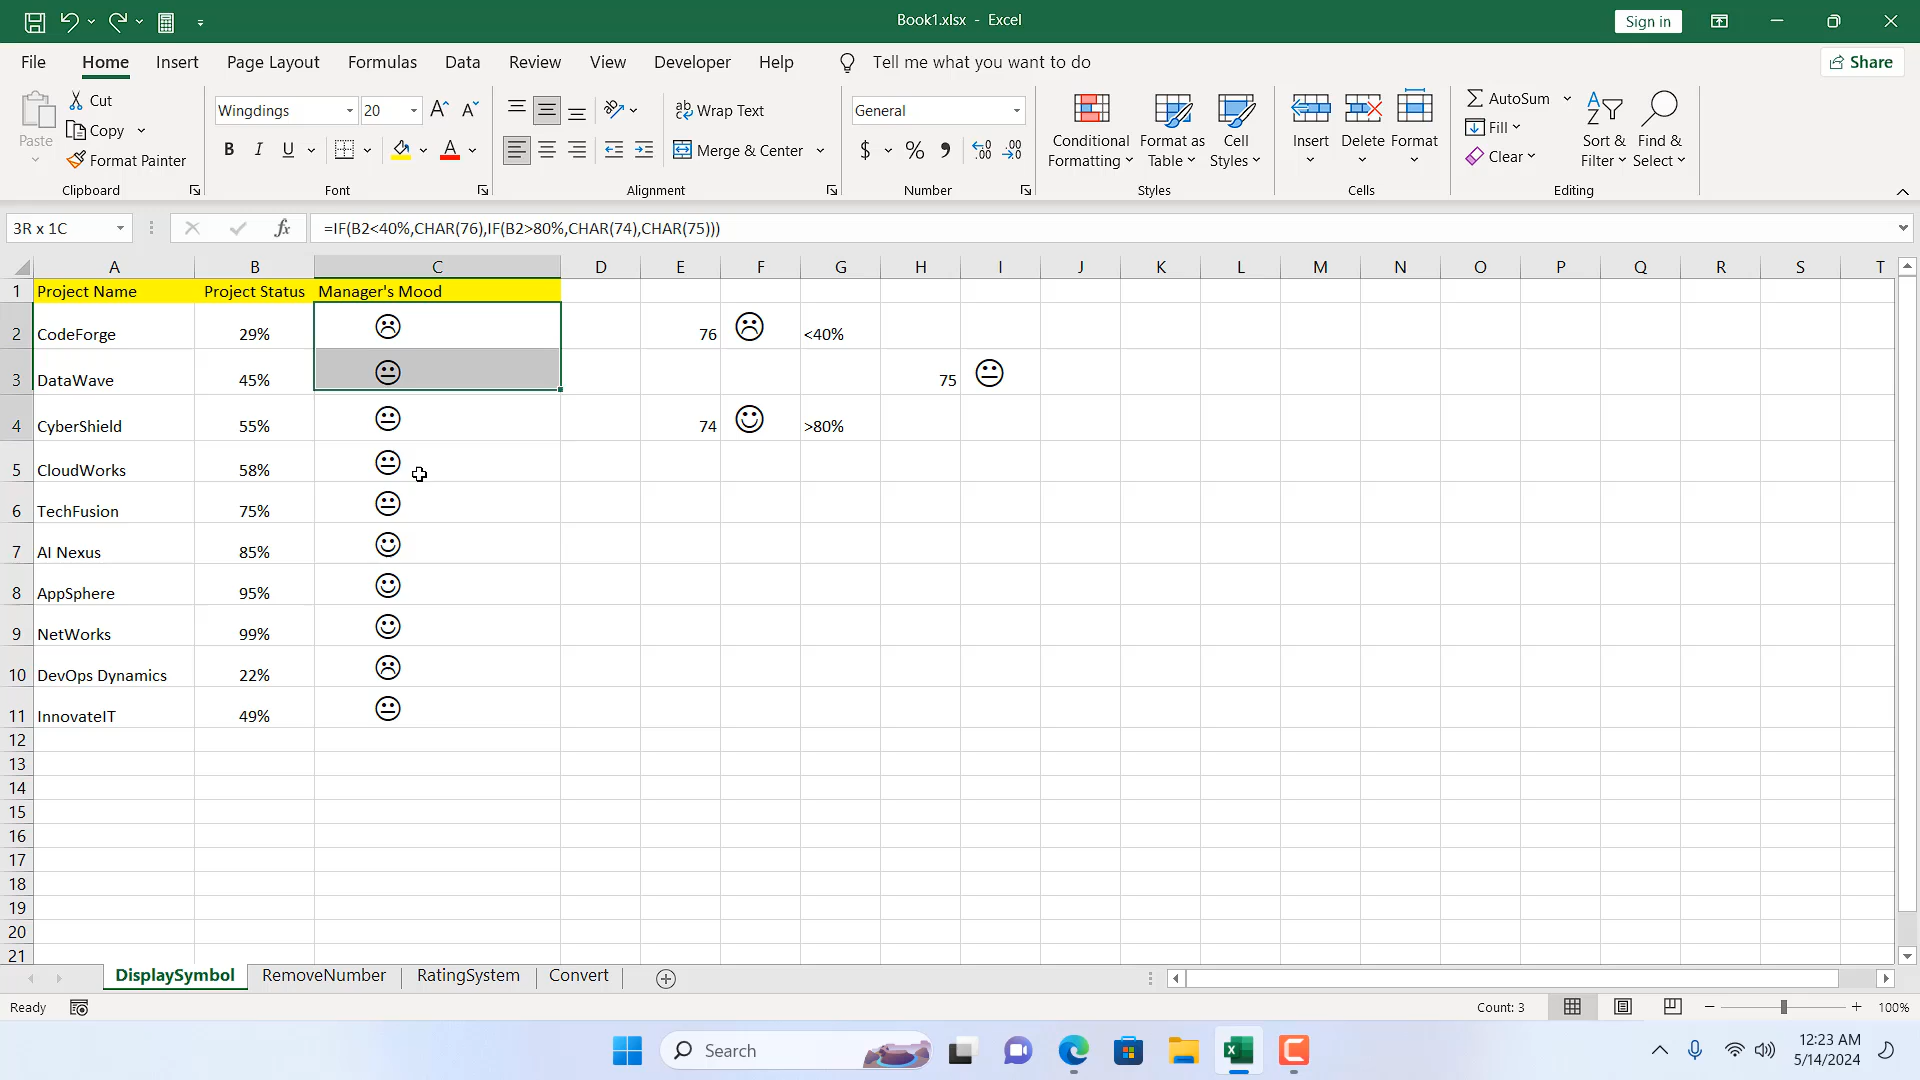 Book1.xlsx - Excel
Sign in
File Home Insert Page Layout Formulas Data Review View Developer Help Tell me what you want to do Share
Paste
Cut
Copy
Format Painter
Clipboard
Wingdings 20
B I U
Font
Wrap Text
Merge & Center
Alignment
General
$ % ,
Number
Conditional Formatting
Format as Table
Cell Styles
Styles
Insert Delete Format
Cells
AutoSum
Fill
Clear
Sort & Filter
Find & Select
Editing
3R x 1C
fx
=IF(B2<40%,CHAR(76),IF(B2>80%,CHAR(74),CHAR(75)))
A B C D E F G H I J K L M N O P Q R S T
1 Project Name Project Status Manager's Mood
2 CodeForge 29% ☹ 76 ☹ <40%
3 DataWave 45% 😐 75 😐
4 CyberShield 55% 😐 74 ☺ >80%
5 CloudWorks 58% 😐
6 TechFusion 75% 😐
7 AI Nexus 85% ☺
8 AppSphere 95% ☺
9 NetWorks 99% ☺
10 DevOps Dynamics 22% ☹
11 InnovateIT 49% 😐
12
13
14
15
16
17
18
19
20
21
DisplaySymbol RemoveNumber RatingSystem Convert
Ready Count: 3 100%
Search
12:23 AM
5/14/2024